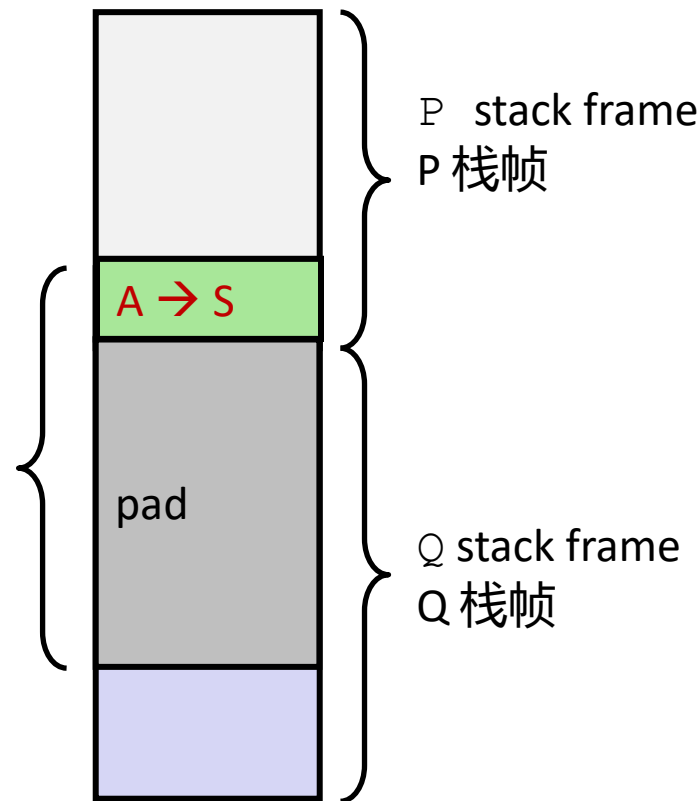 P stack frame
P 栈帧
A → S
pad
Q stack frame
Q 栈帧